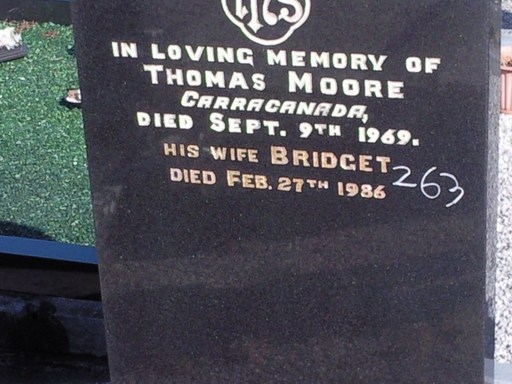 IHS
IN LOVING MEMORY OF
THOMAS MOORE
CARRACANADA,
DIED SEPT. 9TH 1969.
HIS WIFE BRIDGET
DIED FEB. 27TH 1986 263